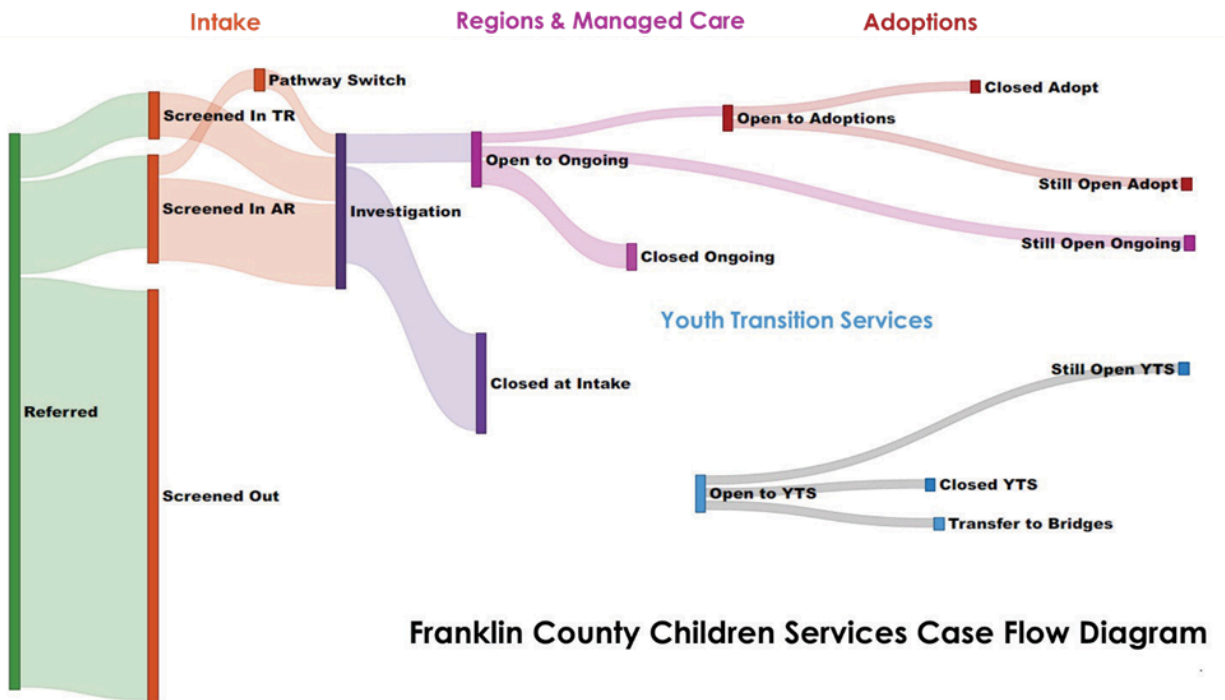 Intake
Regions & Managed Care
Adoptions
Pathway Switch
Closed Adopt
Screened In TR
Open to Adoptions
Open to Ongoing
Still Open Adopt
Screened In AR
Investigation
Still Open Ongoing
Closed Ongoing
Youth Transition Services
Still Open YTS
Closed at Intake
Referred
Screened Out
Open to YTS
Closed YTS
Transfer to Bridges
Franklin County Children Services Case Flow Diagram